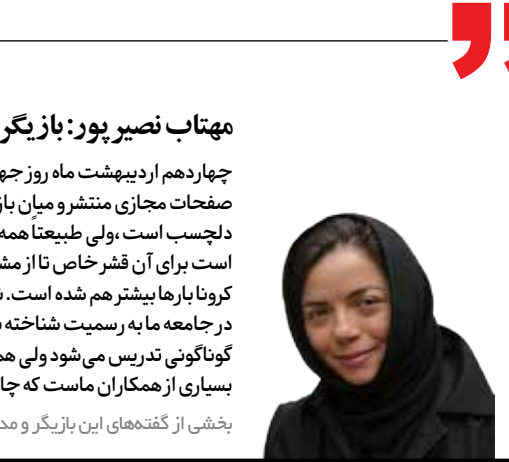 مهتاب نصیرپور: بازیگر
چهاردهم اردیبهشت ماه روز جه
صفحات مجازی منتشر و میان باز
دلچسب است ،ولی طبیعتاً همه
است برای آن قشر خاص تا از مش
کرونا بارها بیشتر هم شده است.
در جامعه ما به رسمیت شناخته
گوناگونی تدریس می‌شود ولی هم
بسیاری از همکاران ماست که چا
بخشی از گفته‌های این بازیگر و مد